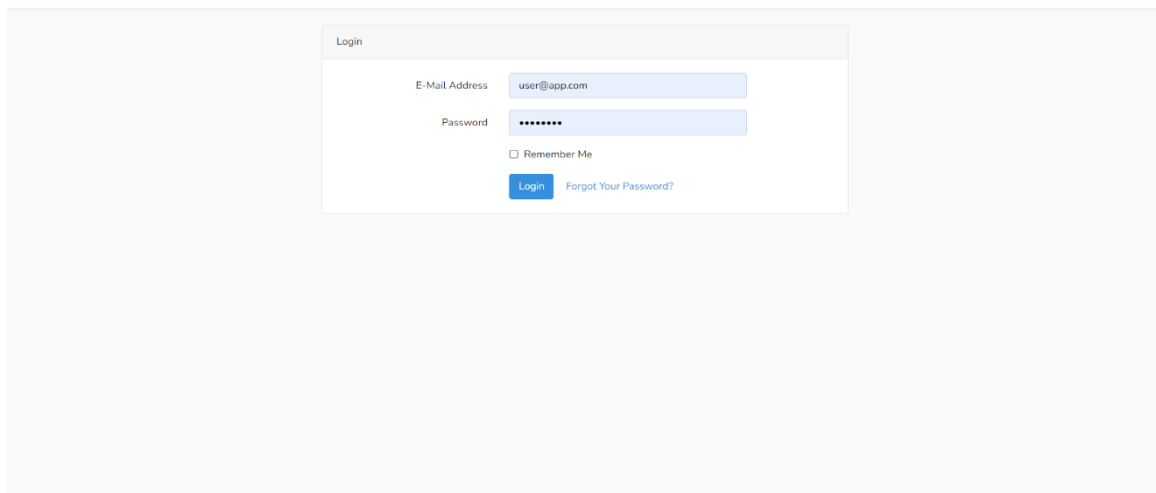 Login
E-Mail Address user@app.com
Password ••••••••
Remember Me
Login Forgot Your Password?